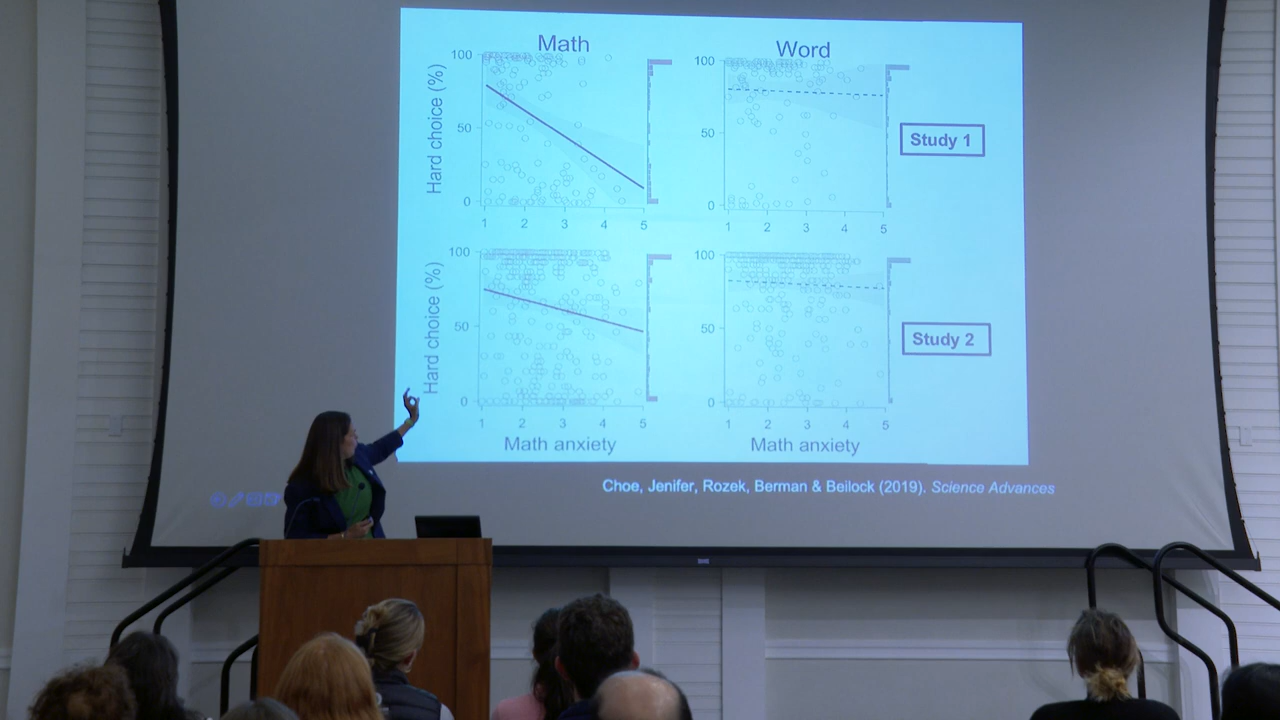 Math
Word
Hard choice (%)
100
50
0
1 2 3 4 5
100
50
0
1 2 3 4 5
Study 1
Hard choice (%)
100
50
0
1 2 3 4 5
Math anxiety
100
50
0
1 2 3 4 5
Math anxiety
Study 2
Choe, Jenifer, Rozek, Berman & Beilock (2019). Science Advances